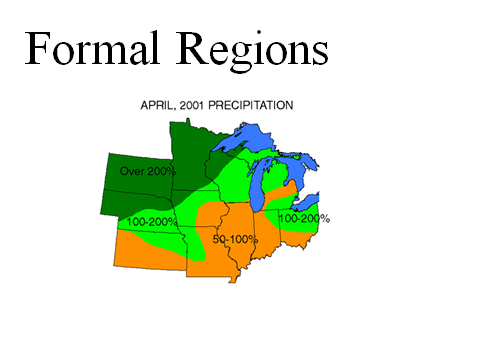 Formal Regions
APRIL, 2001 PRECIPITATION
Over 200%
100-200%
100-200%
50-100%